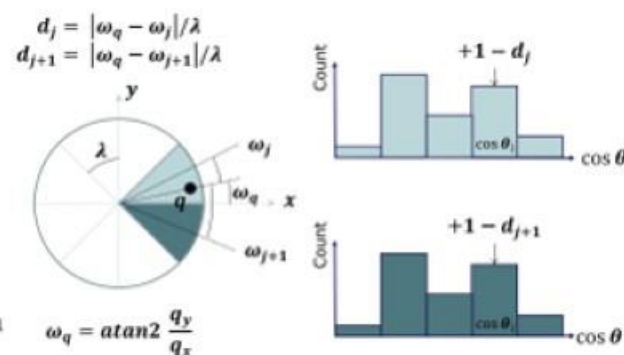 d_j = |ω_q − ω_j|/λ
d_{j+1} = |ω_q − ω_{j+1}|/λ
y
λ
ω_j
ω_q
q
x
ω_{j+1}
ω_q = atan2 q_y/q_x
+1 − d_j
Count
cos θ_i
cos θ
+1 − d_{j+1}
Count
cos θ_i
cos θ